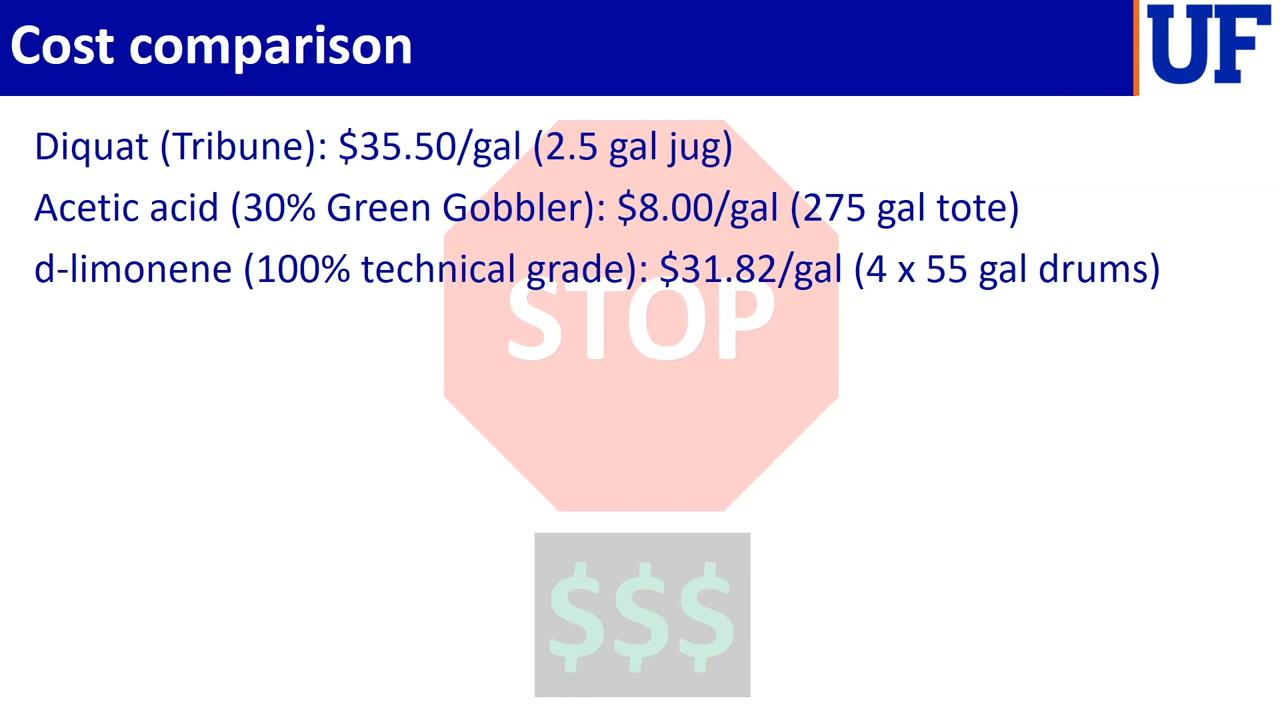 Cost comparison
UF
Diquat (Tribune): $35.50/gal (2.5 gal jug)
Acetic acid (30% Green Gobbler): $8.00/gal (275 gal tote)
d-limonene (100% technical grade): $31.82/gal (4 x 55 gal drums)
STOP
$$$